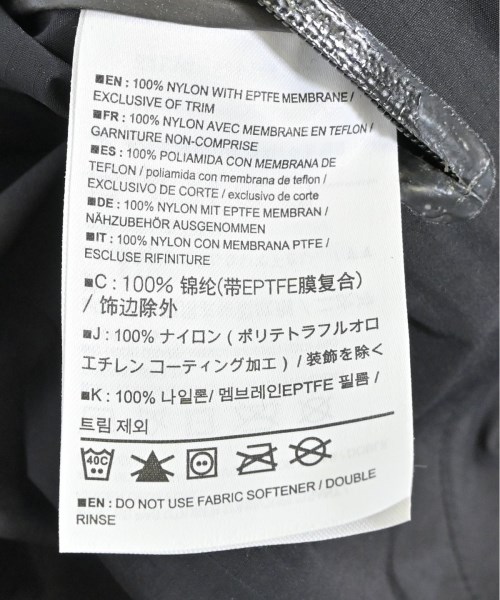 ■EN : 100% NYLON WITH EPTFE MEMBRANE /
EXCLUSIVE OF TRIM
■FR : 100% NYLON AVEC MEMBRANE EN TEFLON /
GARNITURE NON-COMPRISE
■ES : 100% POLIAMIDA CON MEMBRANA DE
TEFLON / poliamida con membrana de teflon /
EXCLUSIVO DE CORTE / exclusivo de corte
■DE : 100% NYLON MIT EPTFE MEMBRAN /
NÄHZUBEHÖR AUSGENOMMEN
■IT : 100% NYLON CON MEMBRANA PTFE /
ESCLUSE RIFINITURE
■C : 100% 锦纶(带EPTFE膜复合)
/ 饰边除外
■J : 100% ナイロン ( ポリテトラフルオロ
エチレン コーティング加工 ) / 装飾を除く
■K : 100% 나일론/ 멤브레인EPTFE 필름 /
트림 제외
40C
■EN : DO NOT USE FABRIC SOFTENER / DOUBLE
RINSE